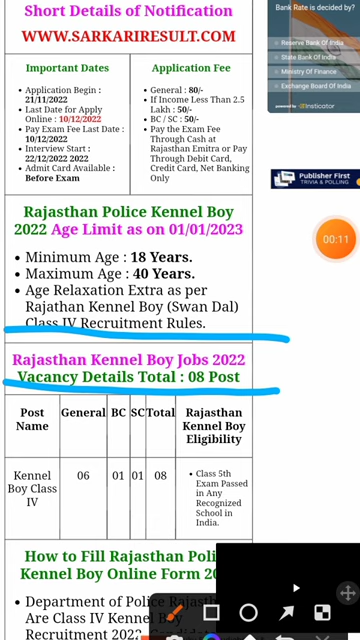 Short Details of Notification
WWW.SARKARIRESULT.COM
Important Dates
Application Begin :
21/11/2022
Last Date for Apply
Online : 10/12/2022
Pay Exam Fee Last Date :
10/12/2022
Interview Start :
22/12/2022 2022
Admit Card Available :
Before Exam
Application Fee
General : 80/-
If Income Less Than 2.5
Lakh : 50/-
BC / SC : 50/-
Pay the Exam Fee
Through Cash at
Rajasthan Emitra or Pay
Through Debit Card,
Credit Card, Net Banking
Only
Bank Rate is decided by?
Reserve Bank Of India
State Bank Of India
Ministry Of Finance
Exchange Board Of India
powered by Insticator
Publisher First
TRIVIA & POLLING
00:11
Rajasthan Police Kennel Boy
2022 Age Limit as on 01/01/2023
Minimum Age : 18 Years.
Maximum Age : 40 Years.
Age Relaxation Extra as per
Rajathan Kennel Boy (Swan Dal)
Class IV Recruitment Rules.
Rajasthan Kennel Boy Jobs 2022
Vacancy Details Total : 08 Post
Post Name General BC SC Total Rajasthan Kennel Boy Eligibility
Kennel Boy Class IV 06 01 01 08
Class 5th
Exam Passed
in Any
Recognized
School in
India.
How to Fill Rajasthan Poli
Kennel Boy Online Form 20
Department of Police Rajasth
Are Class IV Kennel Boy
Recruitment 2022.